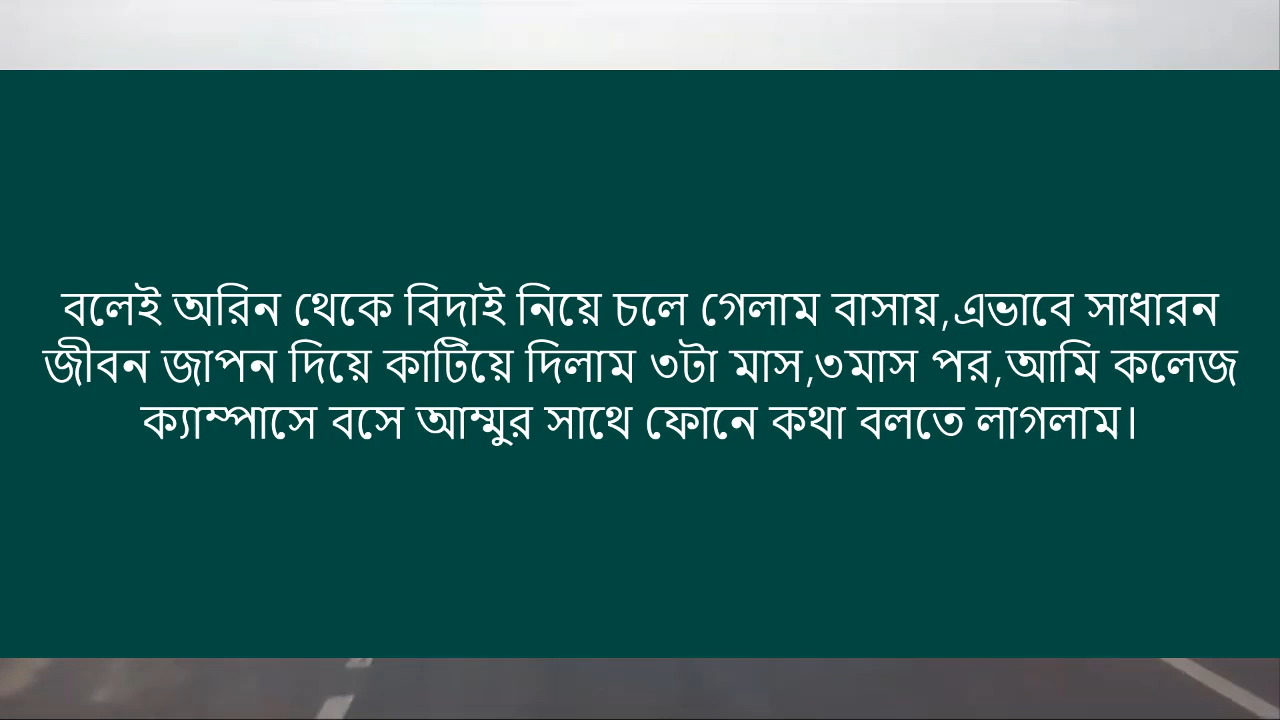 বলেই অরিন থেকে বিদাই নিয়ে চলে গেলাম বাসায়,এভাবে সাধারন
জীবন জাপন দিয়ে কাটিয়ে দিলাম ৩টা মাস,৩মাস পর,আমি কলেজ
ক্যাম্পাসে বসে আম্মুর সাথে ফোনে কথা বলতে লাগলাম।